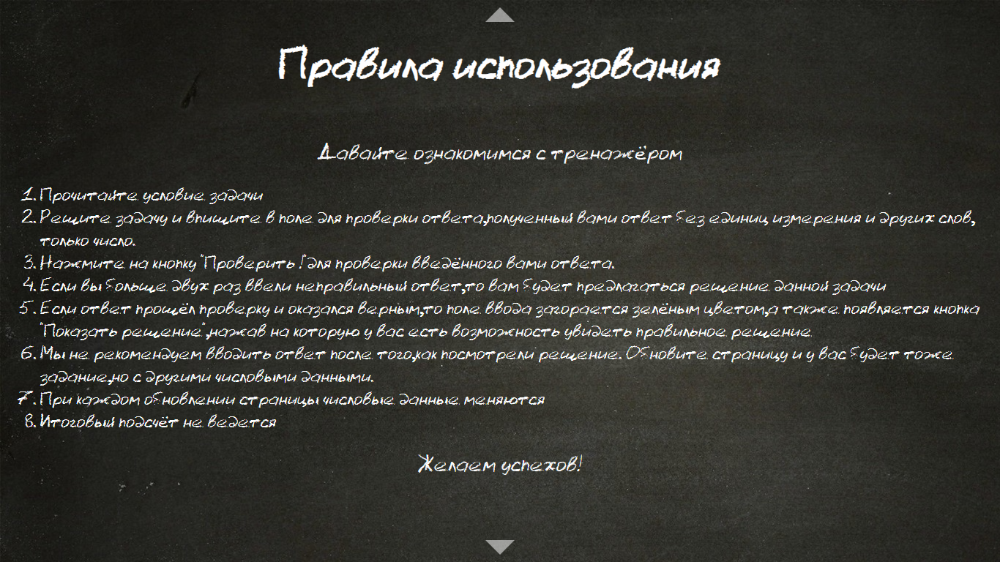 Правила использования
Давайте ознакомимся с тренажёром
1. Прочитайте условие задачи
2. Решите задачу и впишите в поле для проверки ответа,полученный вами ответ без единиц измерения и других слов,
только число.
3. Нажмите на кнопку "Проверить !"для проверки введённого вами ответа.
4. Если вы больше двух раз ввели неправильный ответ,то вам будет предлагаться решение данной задачи
5. Если ответ прошёл проверку и оказался верным,то поле ввода загорается зелёным цветом,а также появляется кнопка
"Показать решение",нажав на которую у вас есть возможность увидеть правильное решение
6. Мы не рекомендуем вводить ответ после того,как посмотрели решение. Обновите страницу и у вас будет тоже
задание,но с другими числовыми данными.
7. При каждом обновлении страницы числовые данные меняются
8. Итоговый подсчёт не ведется
Желаем успехов!